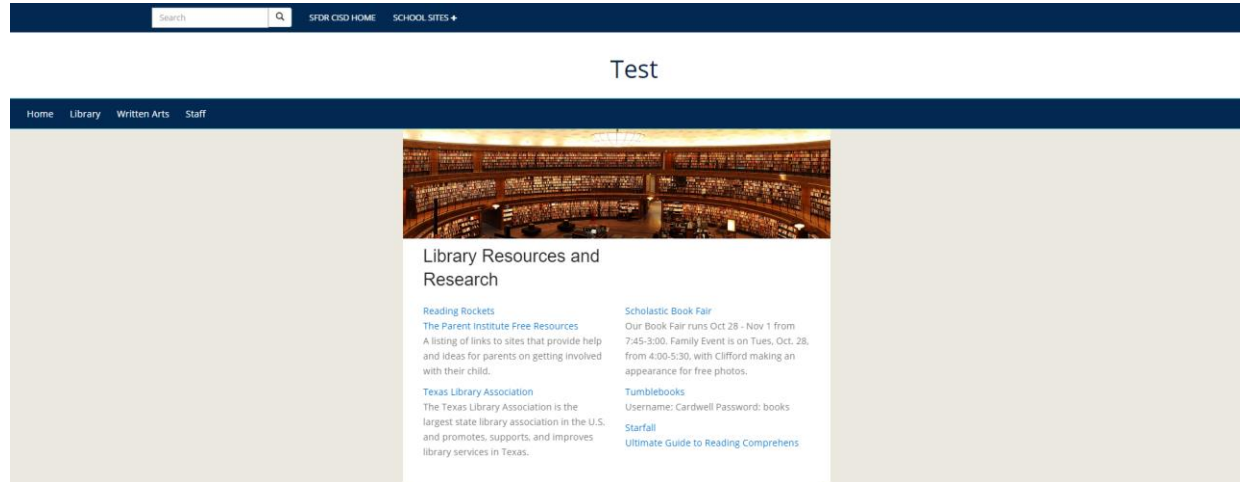 Search
SFDR CISD HOME
SCHOOL SITES +
Test
Home
Library
Written Arts
Staff
Library Resources and
Research
Reading Rockets
The Parent Institute Free Resources
A listing of links to sites that provide help
and ideas for parents on getting involved
with their child.
Texas Library Association
The Texas Library Association is the
largest state library association in the U.S.
and promotes, supports, and improves
library services in Texas.
Scholastic Book Fair
Our Book Fair runs Oct 28 - Nov 1 from
7:45-3:00. Family Event is on Tues, Oct. 28,
from 4:00-5:30, with Clifford making an
appearance for free photos.
Tumblebooks
Username: Cardwell Password: books
Starfall
Ultimate Guide to Reading Comprehens